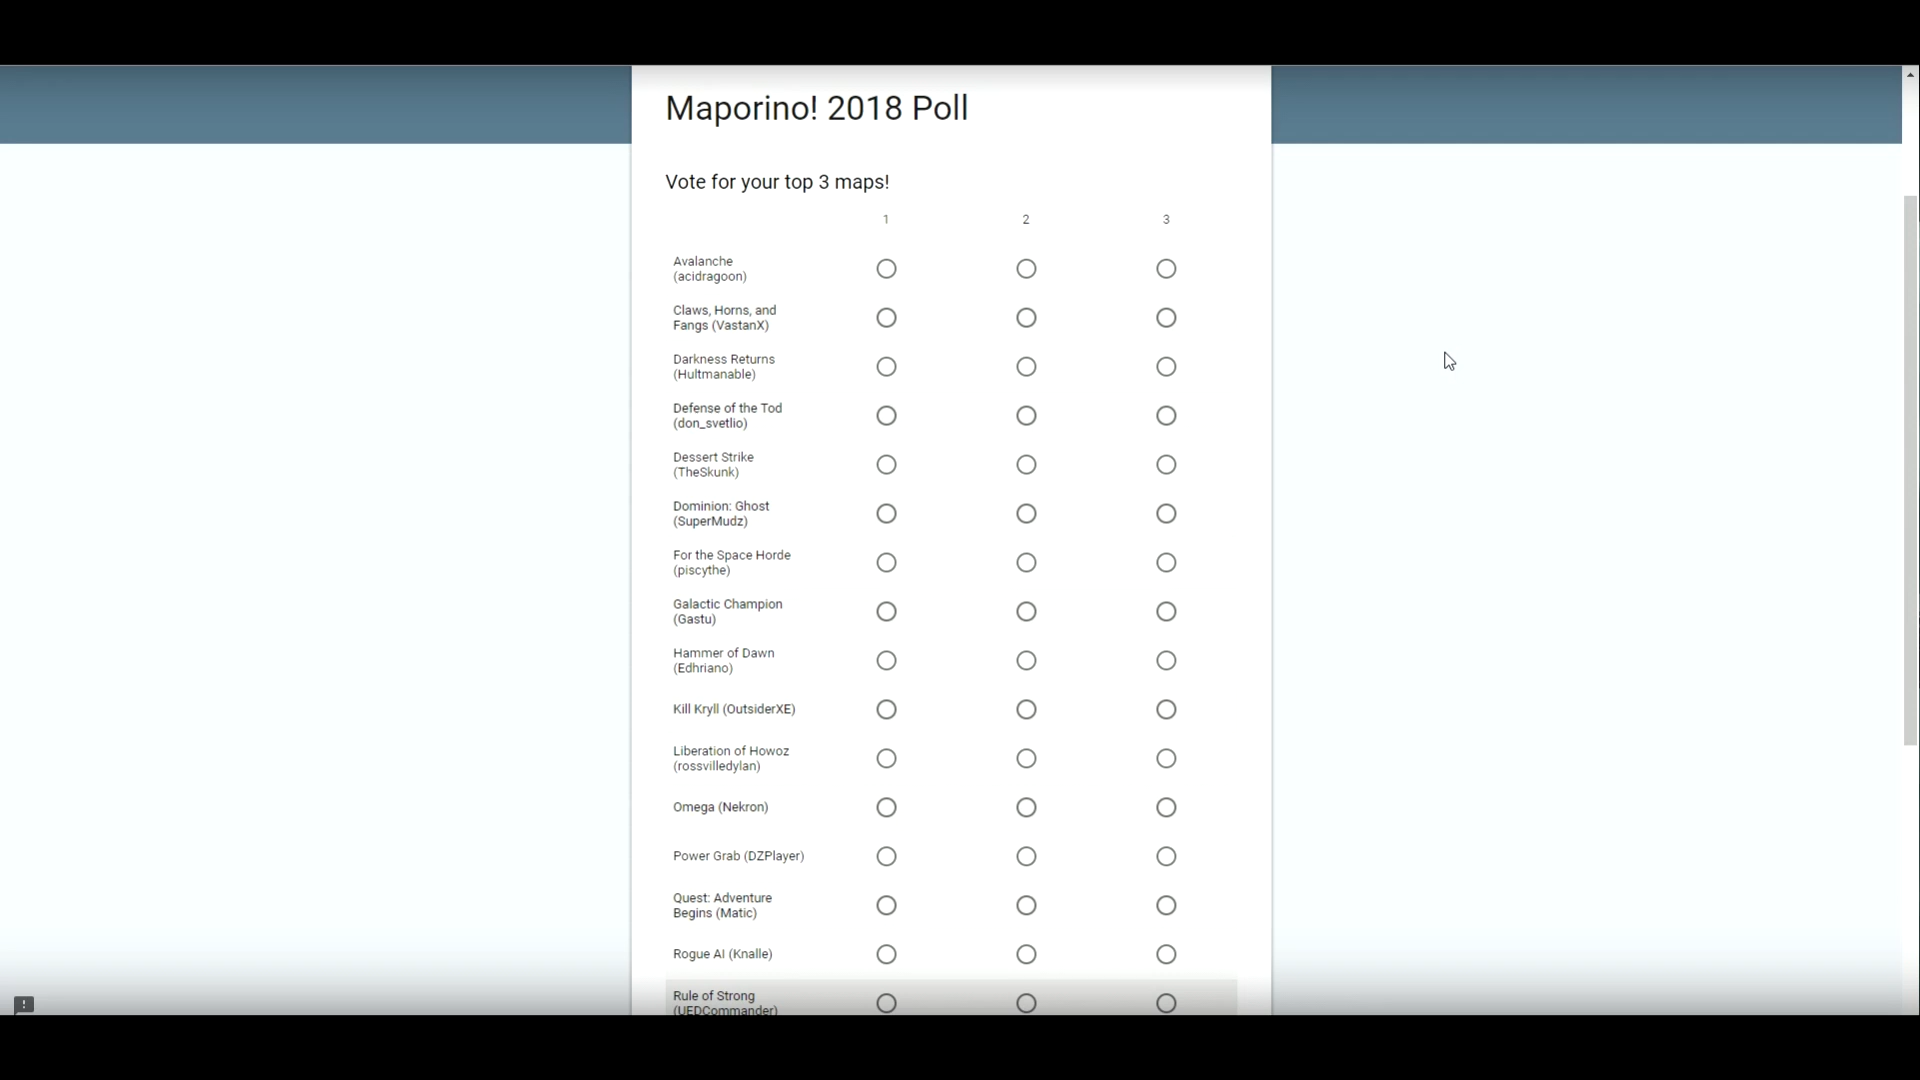 Maporino! 2018 Poll
Vote for your top 3 maps!
1 2 3
Avalanche
(acidragoon)
Claws, Horns, and
Fangs (VastanX)
Darkness Returns
(Hultmanable)
Defense of the Tod
(don_svetlio)
Dessert Strike
(TheSkunk)
Dominion: Ghost
(SuperMudz)
For the Space Horde
(piscythe)
Galactic Champion
(Gastu)
Hammer of Dawn
(Edhriano)
Kill Kryll (OutsiderXE)
Liberation of Howoz
(rossvilledylan)
Omega (Nekron)
Power Grab (DZPlayer)
Quest: Adventure
Begins (Matic)
Rogue AI (Knalle)
Rule of Strong
(UEDCommander)